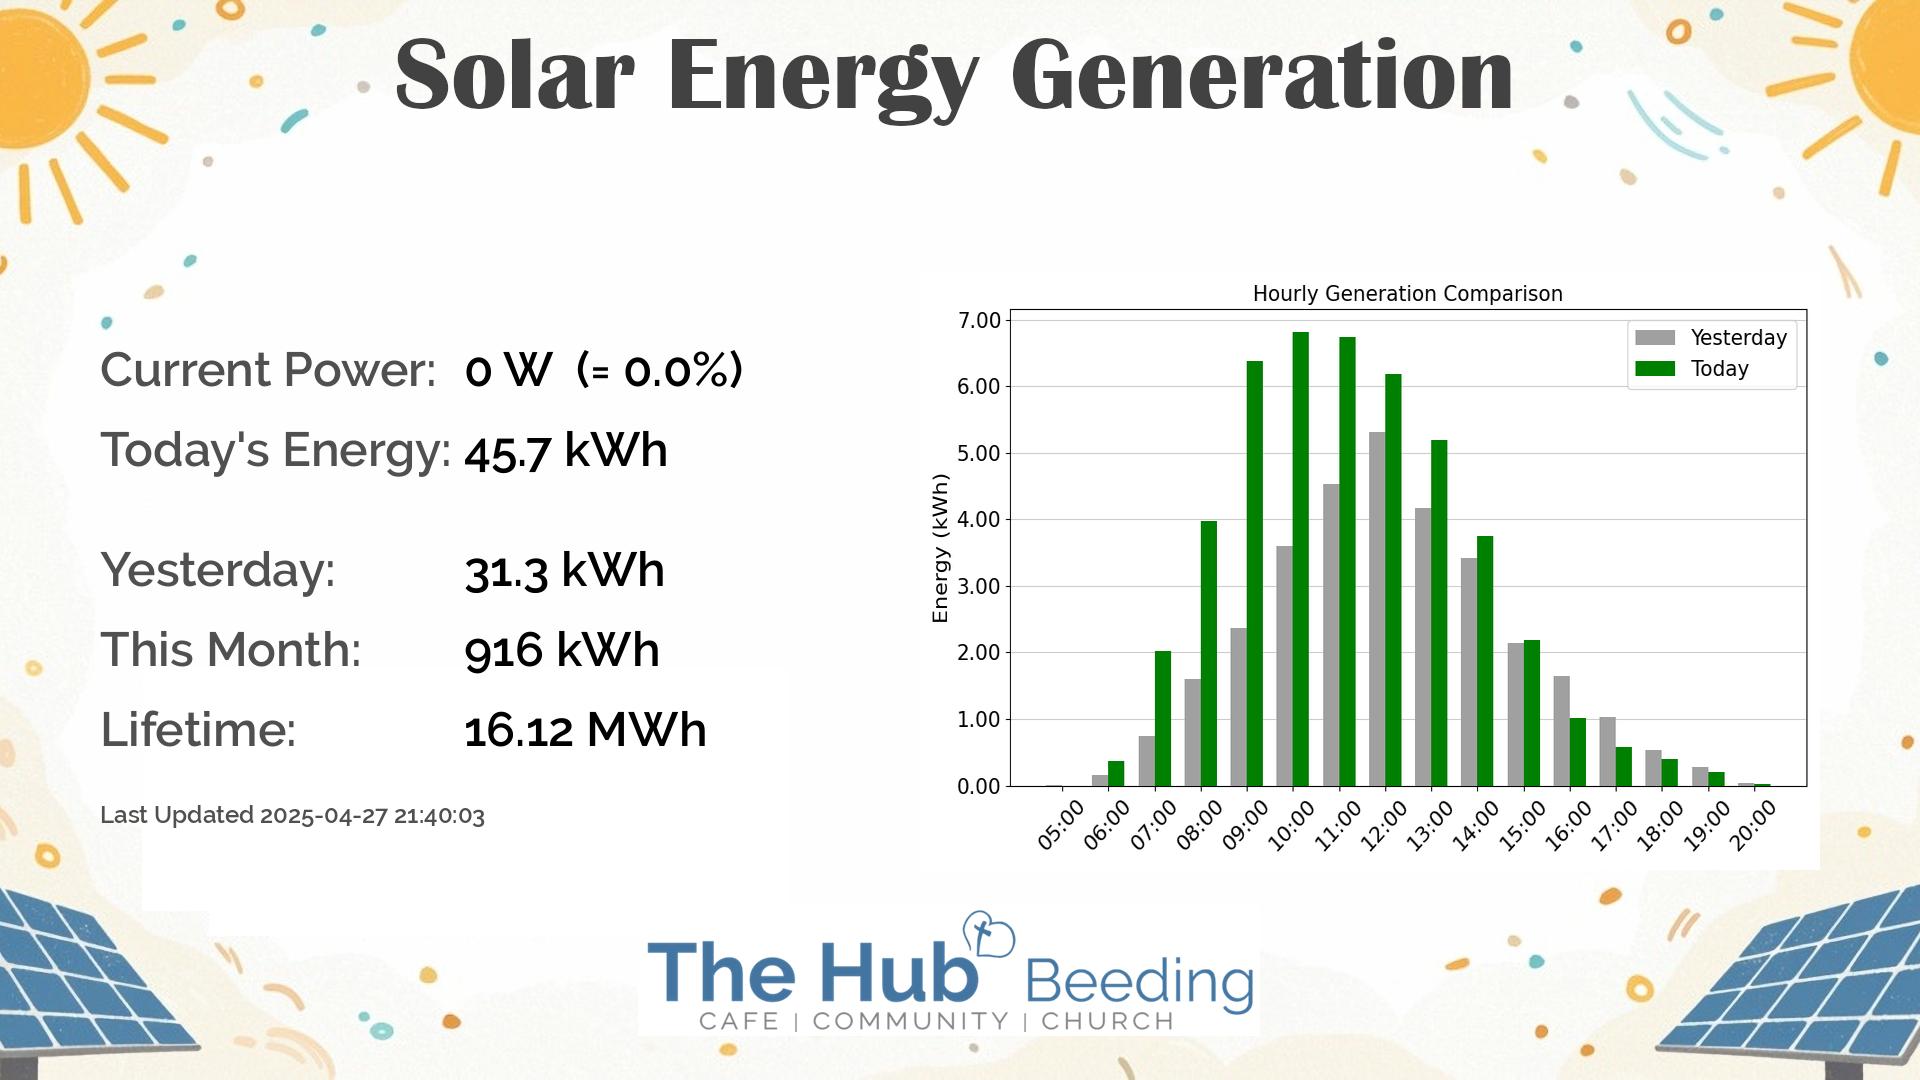 Solar Energy Generation
Current Power: 0 W (= 0.0%)
Today's Energy: 45.7 kWh
Yesterday: 31.3 kWh
This Month: 916 kWh
Lifetime: 16.12 MWh
Last Updated 2025-04-27 21:40:03
Hourly Generation Comparison
Yesterday
Today
Energy (kWh)
7.00
6.00
5.00
4.00
3.00
2.00
1.00
0.00
05:00 06:00 07:00 08:00 09:00 10:00 11:00 12:00 13:00 14:00 15:00 16:00 17:00 18:00 19:00 20:00
The Hub Beeding
CAFE | COMMUNITY | CHURCH